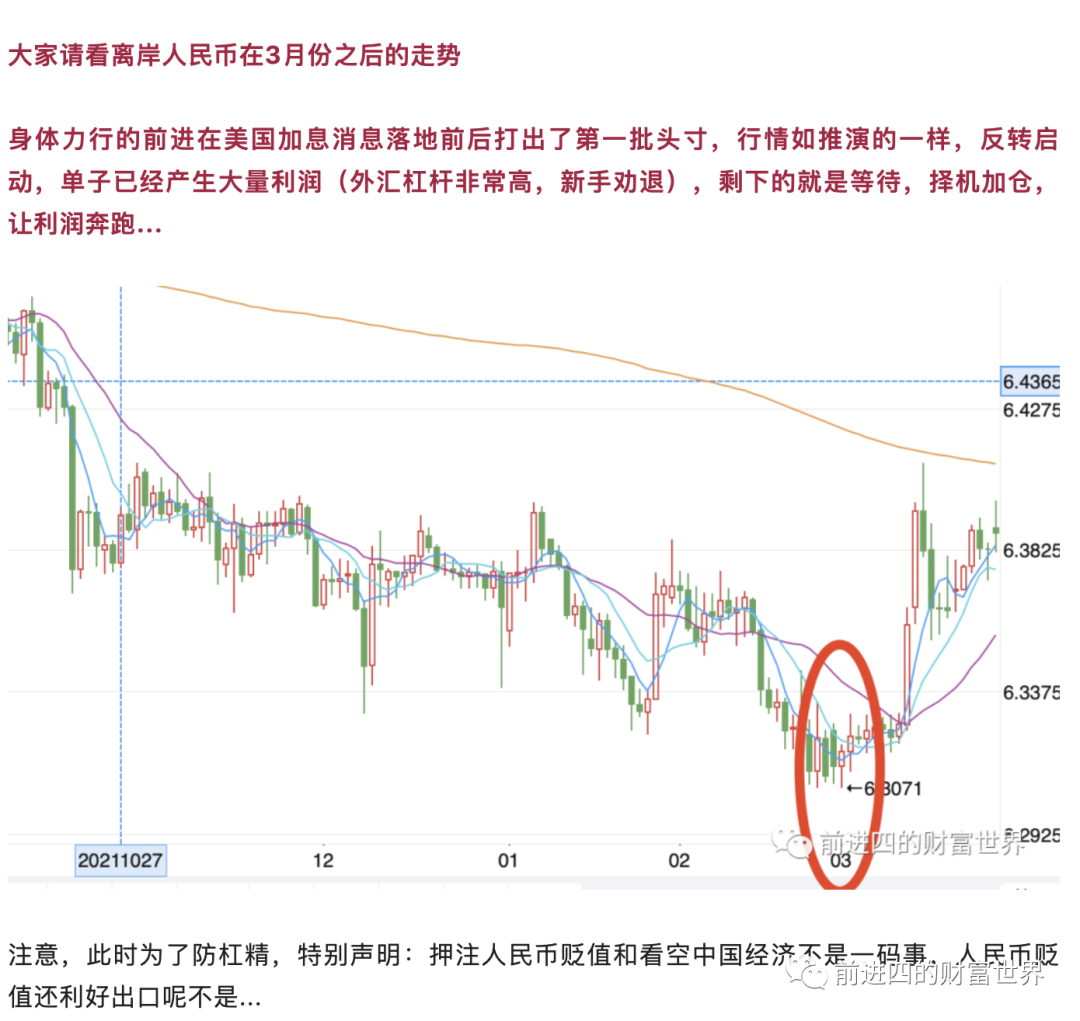 大家请看离岸人民币在3月份之后的走势
身体力行的前进在美国加息消息落地前后打出了第一批头寸，行情如推演的一样，反转启
动，单子已经产生大量利润（外汇杠杆非常高，新手劝退），剩下的就是等待，择机加仓，
让利润奔跑...
6.4365
6.4275
6.3825
6.3375
←6.3071
6.2925
前进四的财富世界
20211027
12
01
02
03
注意，此时为了防杠精，特别声明：押注人民币贬值和看空中国经济不是一码事，人民币贬
前进四的财富世界
值还利好出口呢不是...